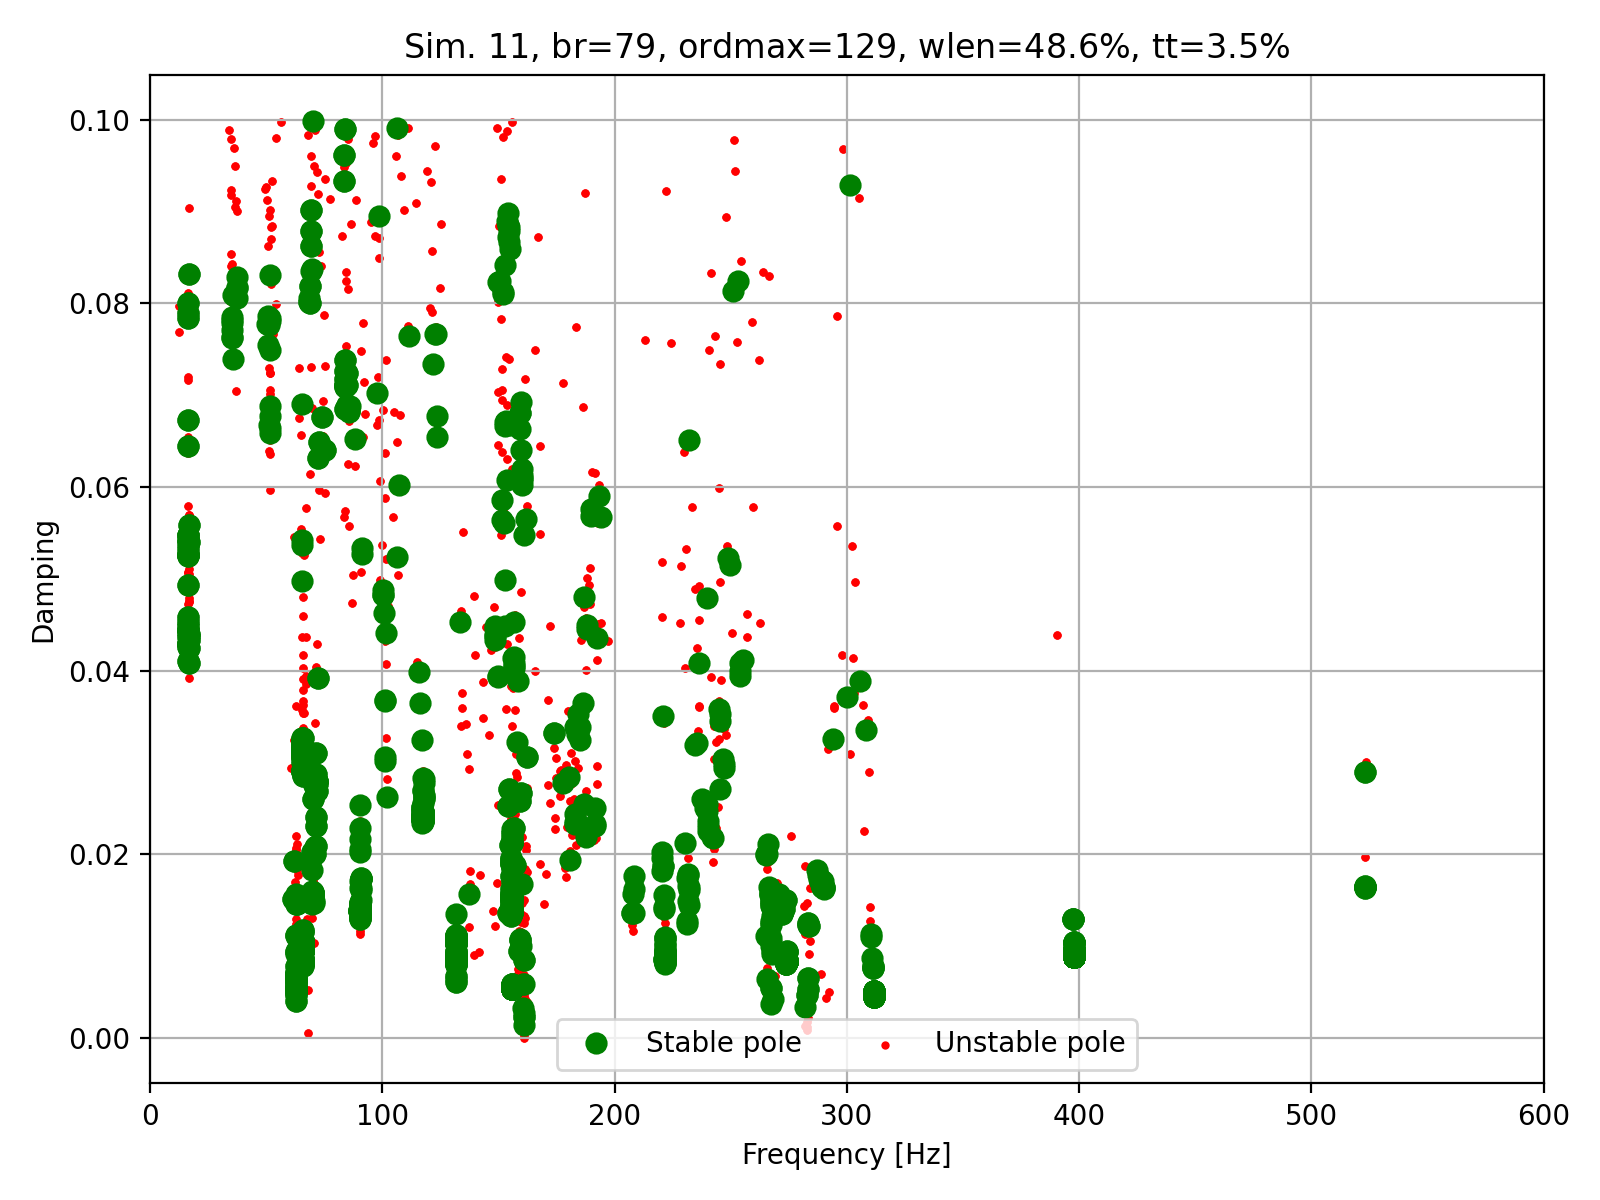 Sim. 11, br=79, ordmax=129, wlen=48.6%, tt=3.5%
0.10
0.08
0.06
0.04
0.02
0.00
Damping
Stable pole
Unstable pole
0
100
200
300
400
500
600
Frequency [Hz]